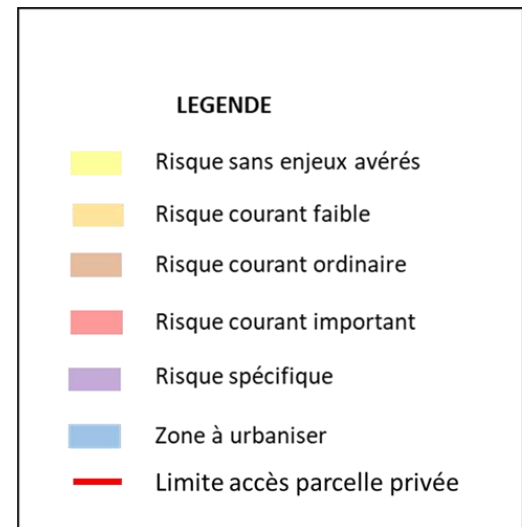 LEGENDE
Risque sans enjeux avérés
Risque courant faible
Risque courant ordinaire
Risque courant important
Risque spécifique
Zone à urbaniser
Limite accès parcelle privée